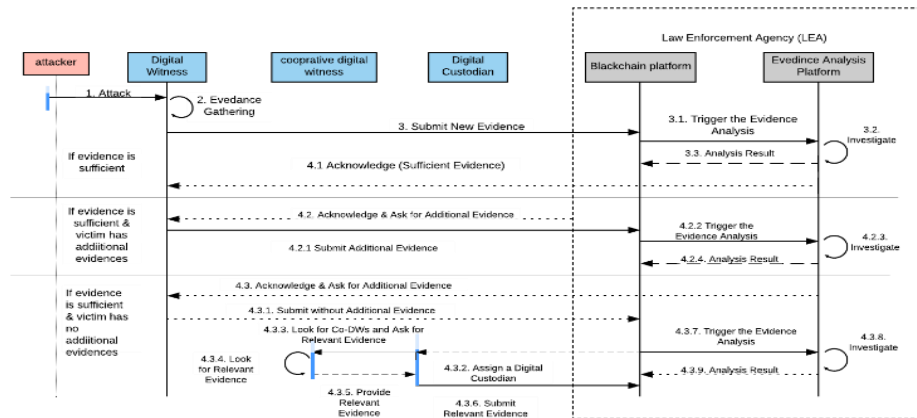 Law Enforcement Agency (LEA)
attacker
Digital
Witness
cooprative digital
witness
Digital
Custodian
Blackchain platform
Evedince Analysis
Platform
1. Attack
2. Evedance
Gathering
3. Submit New Evidence
3.1. Trigger the Evidence
Analysis
3.2.
Investigate
3.3. Analysis Result
If evidence is
sufficient
4.1 Acknowledge (Sufficient Evidence)
If evidence is
sufficient &
victim has
addiitional
evidences
4.2. Acknowledge & Ask for Additional Evidence
4.2.1 Submit Additional Evidence
4.2.2 Trigger the
Evidence Analysis
4.2.3.
Investigate
4.2.4. Analysis Result
If evidence
is sufficient
& victim has
no
addiitional
evidences
4.3. Acknowledge & Ask for Additional Evidence
4.3.1. Submit without Additional Evidence
4.3.3. Look for Co-DWs and Ask for
Relevant Evidence
4.3.4. Look
for Relevant
Evidence
4.3.2. Assign a Digital
Custodian
4.3.5. Provide
Relevant
Evidence
4.3.6. Submit
Relevant Evidence
4.3.7. Trigger the Evidence
Analysis
4.3.8.
Investigate
4.3.9. Analysis Result